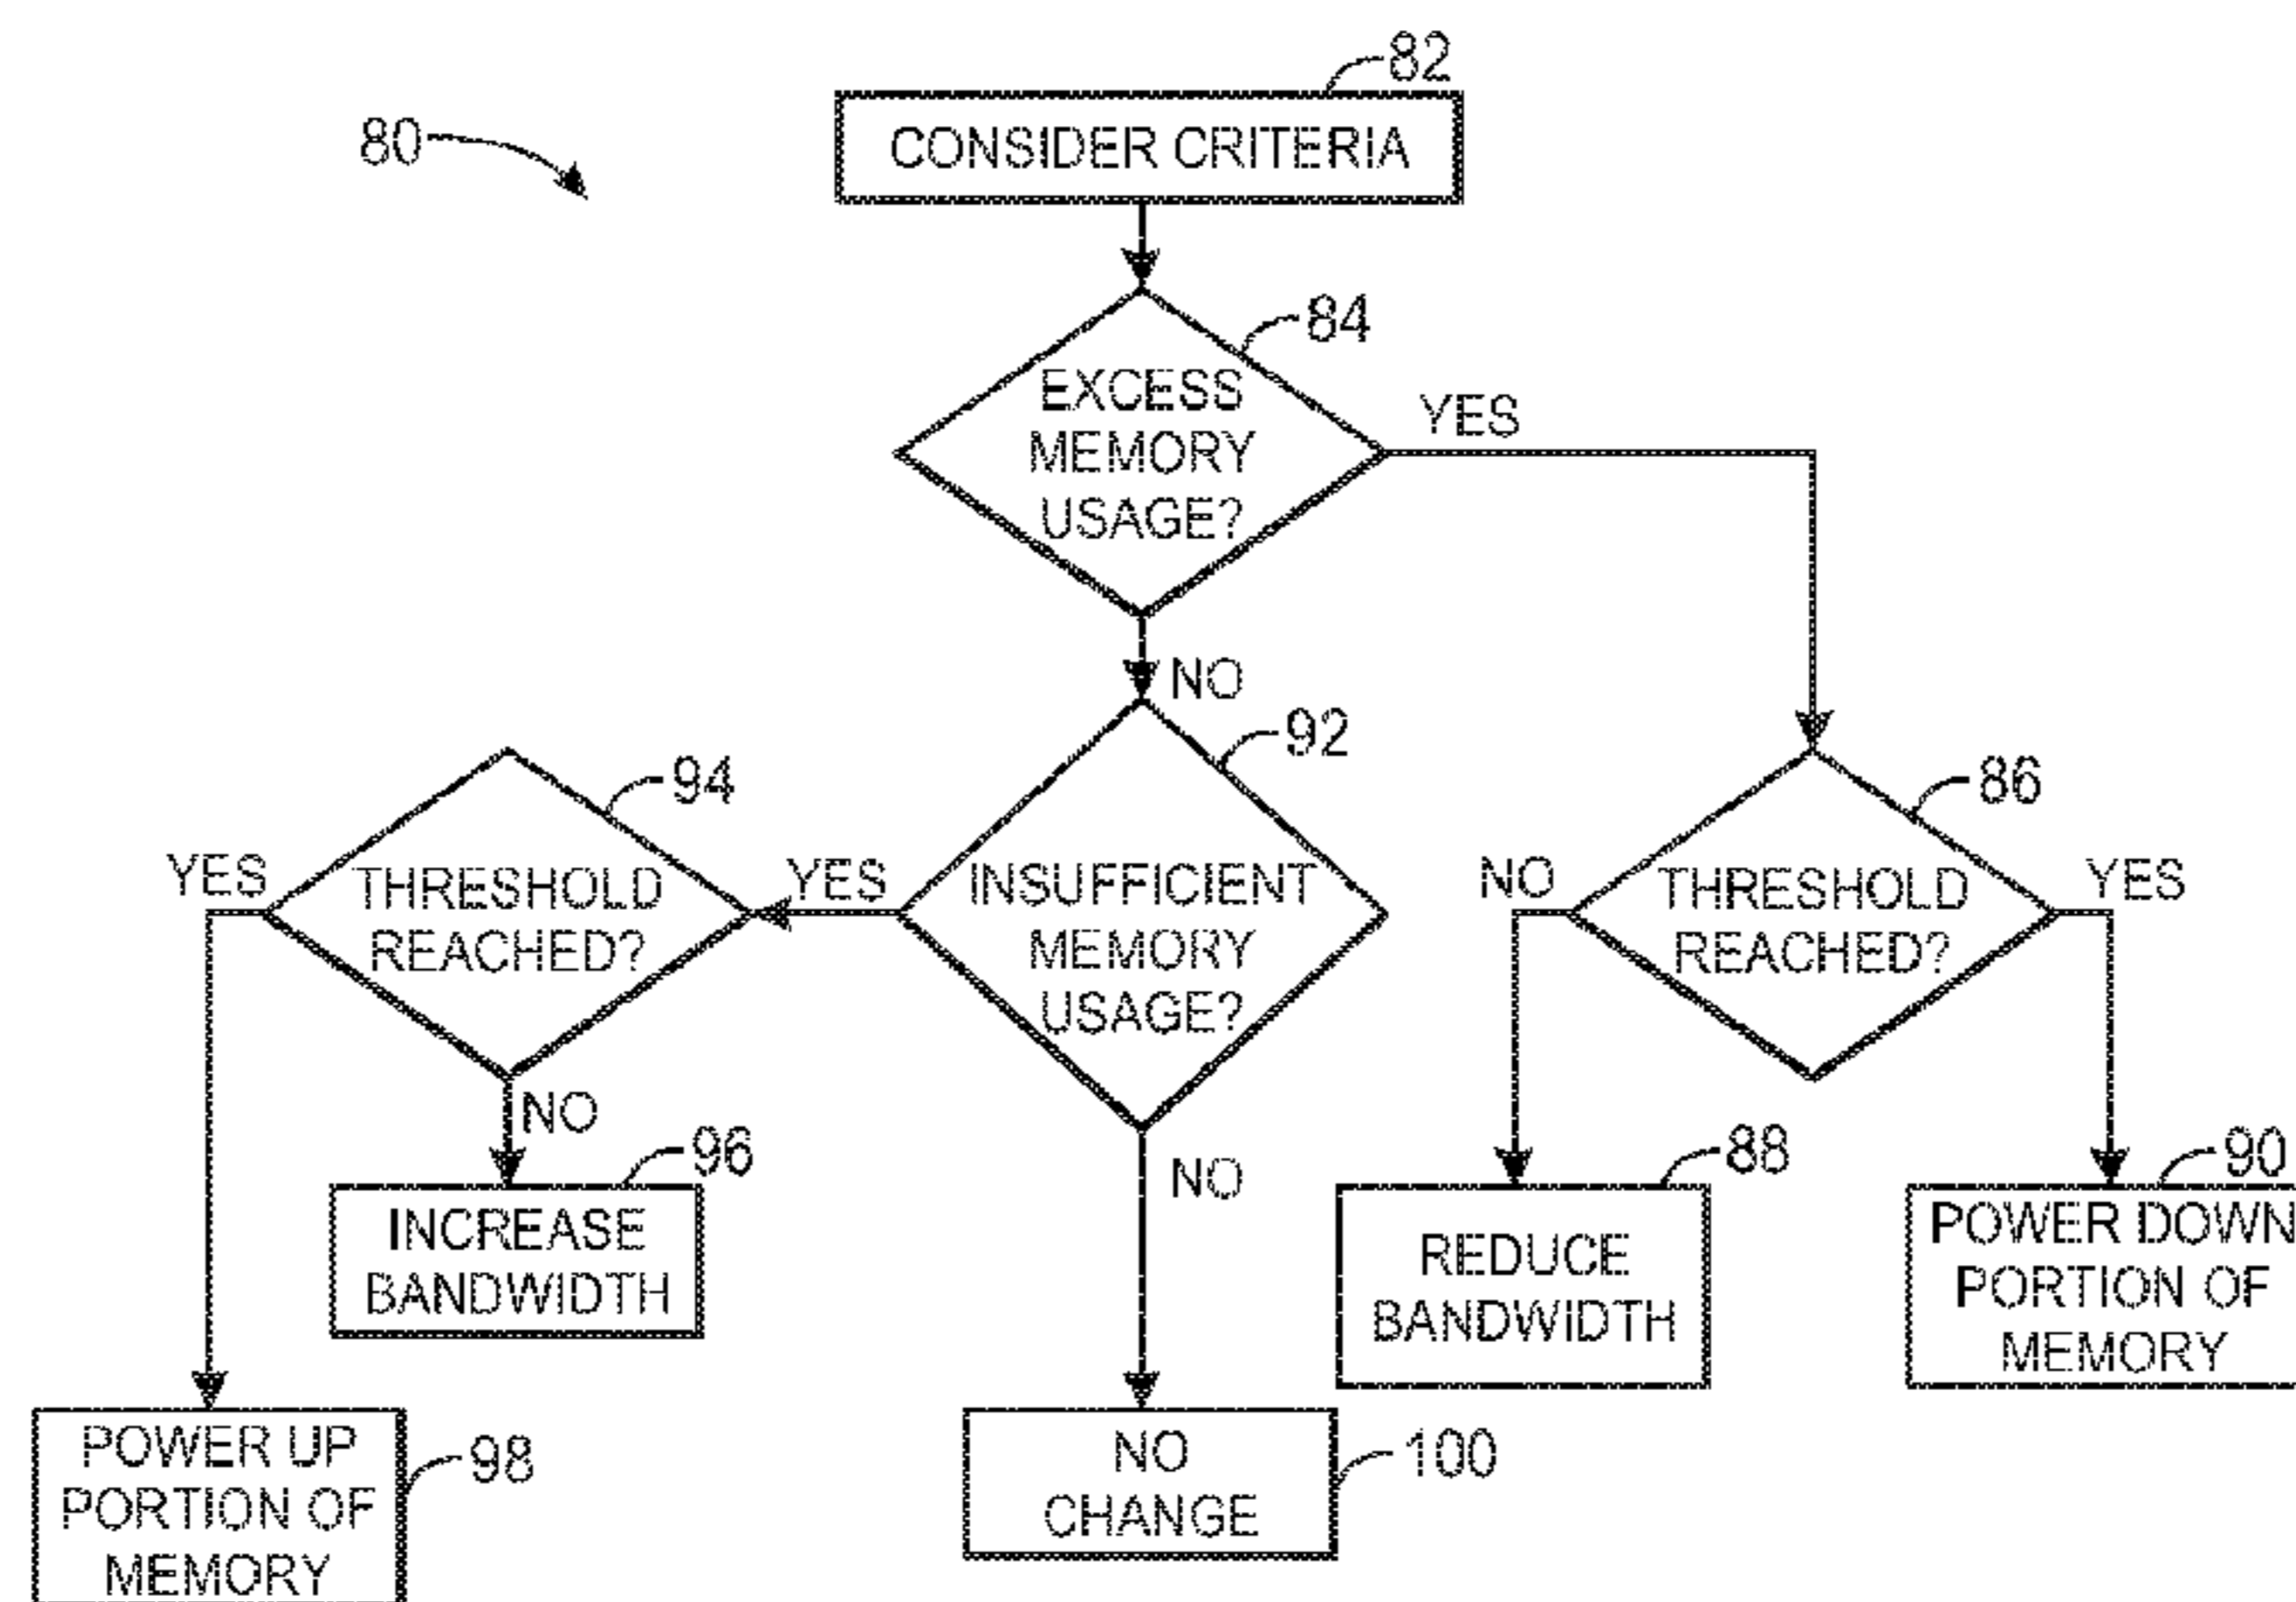 82
80
CONSIDER CRITERIA
84
EXCESS
MEMORY
USAGE?
YES
NO
92
94
86
YES
THRESHOLD
REACHED?
YES
INSUFFICIENT
MEMORY
USAGE?
NO
THRESHOLD
REACHED?
YES
NO
96
INCREASE
BANDWIDTH
NO
88
REDUCE
BANDWIDTH
90
POWER DOWN
PORTION OF
MEMORY
POWER UP
PORTION OF
MEMORY
98
NO
CHANGE
100